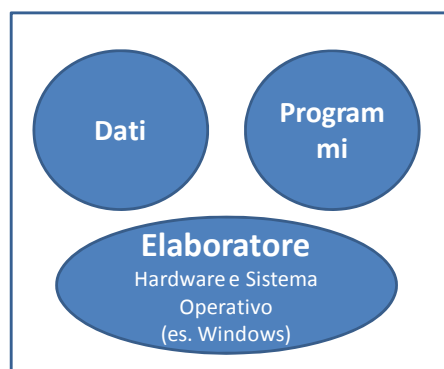 Dati
Program
mi
Elaboratore
Hardware e Sistema
Operativo
(es. Windows)